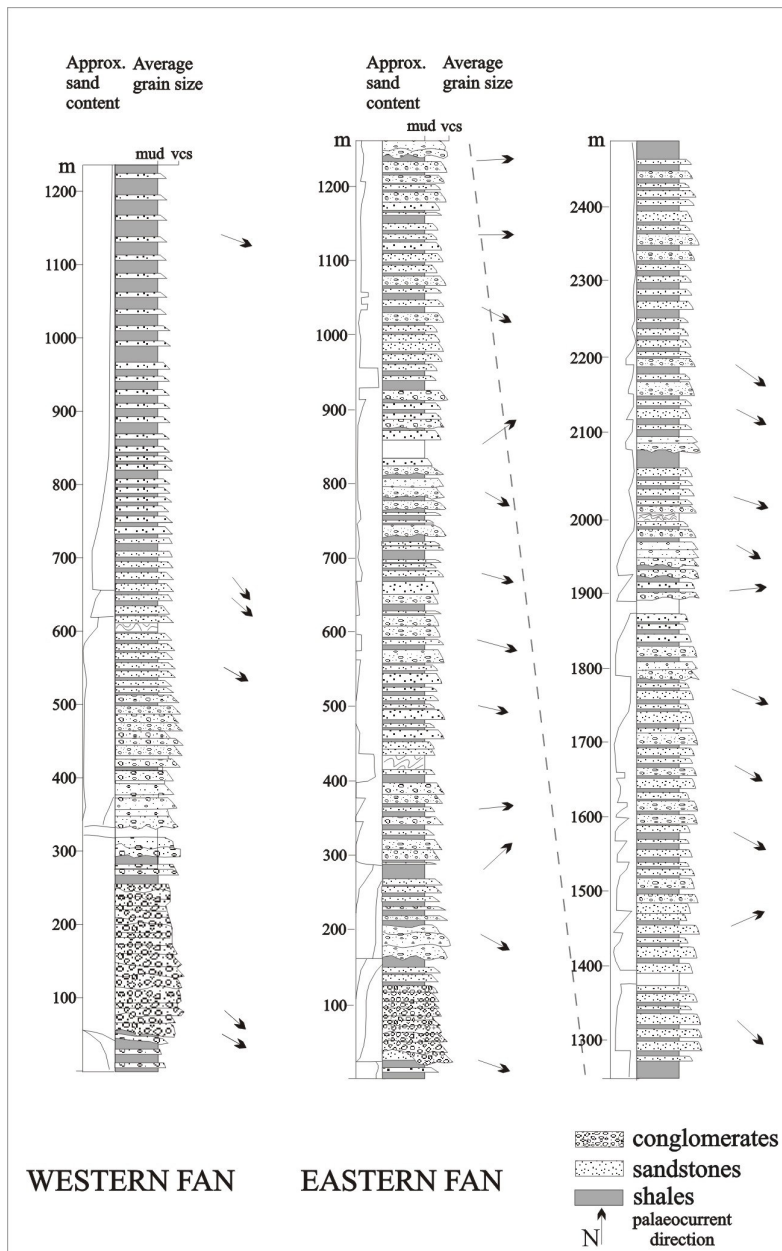 Approx. Average
sand grain size
content
Approx. Average
sand grain size
content
mud vcs
mud vcs
m
1200
1100
1000
900
800
700
600
500
400
300
200
100
m
1200
1100
1000
900
800
700
600
500
400
300
200
100
m
2400
2300
2200
2100
2000
1900
1800
1700
1600
1500
1400
1300
WESTERN FAN
EASTERN FAN
conglomerates
sandstones
shales
palaeocurrent
N direction